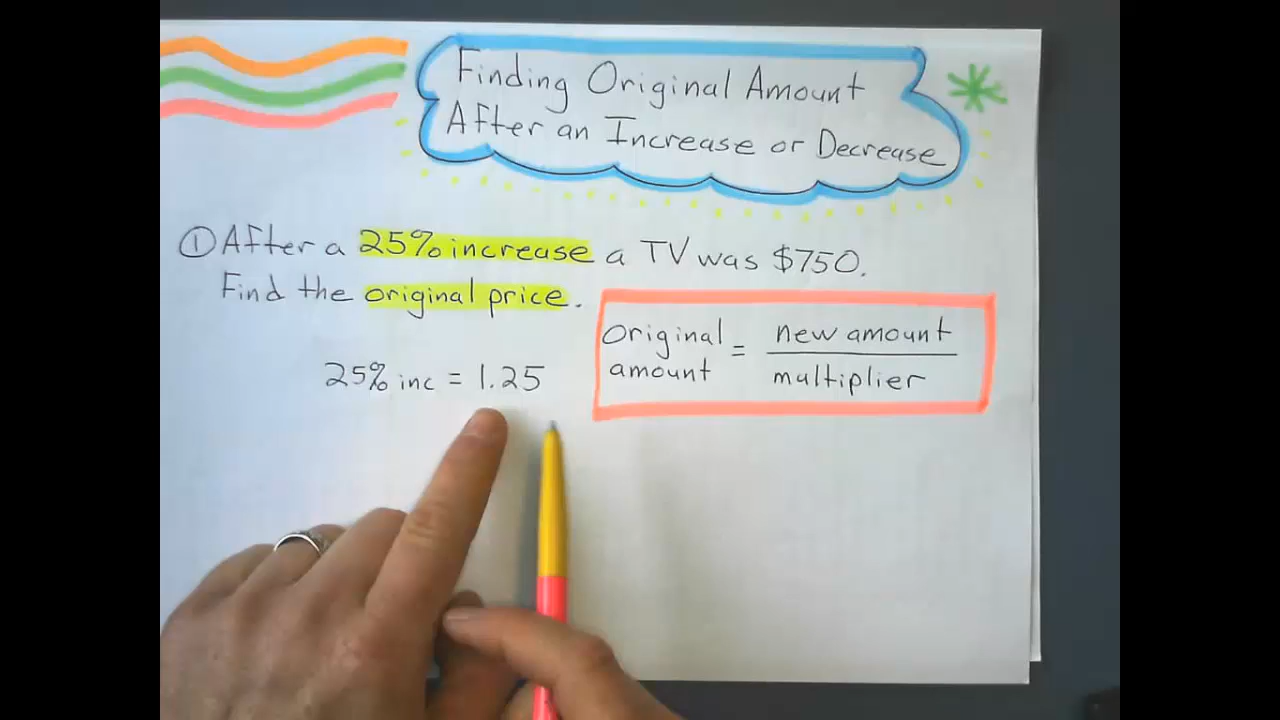 Finding Original Amount
After an Increase or Decrease
① After a 25% increase a TV was $750.
Find the original price.
Original amount = new amount / multiplier
25% inc = 1.25